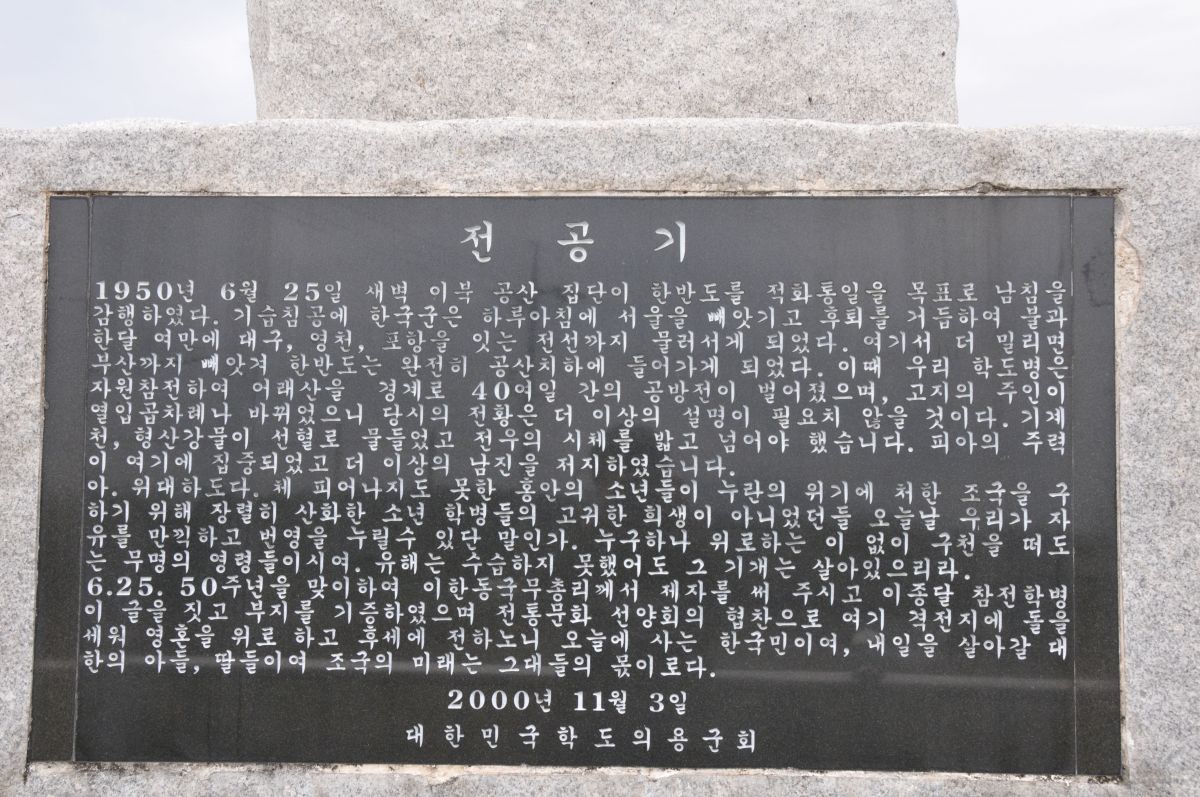 전 공 기
1950년 6월 25일 새벽 이북 공산 집단이 한반도를 적화통일을 목표로 남침을
감행하였다. 기습침공에 한국군은 하루아침에 서울을 빼앗기고 후퇴를 거듭하여 불과
한달 여만에 대구, 영천, 포항을 잇는 전선까지 물러서게 되었다. 여기서 더 밀리면
부산까지 빼앗겨 한반도는 완전히 공산치하에 들어가게 되었다. 이때 우리 학도병은
자원참전하여 어래산을 경계로 40여일 간의 공방전이 벌어졌으며, 고지의 주인이
열입곱차례나 바뀌었으니 당시의 전황은 더 이상의 설명이 필요치 않을 것이다. 기계
천, 형산강물이 선혈로 물들었고 전우의 시체를 밟고 넘어야 했습니다. 피아의 주력
이 여기에 집중되었고 더 이상의 남진을 저지하였습니다.
아. 위대하도다. 체 피어나지도 못한 홍안의 소년들이 누란의 위기에 처한 조국을 구
하기 위해 장렬히 산화한 소년 학병들의 고귀한 희생이 아니었던들 오늘날 우리가 자
유를 만끽하고 번영을 누릴수 있단 말인가. 누구하나 위로하는 이 없이 구천을 떠도
는 무명의 영령들이시여. 유해는 수습하지 못했어도 그 기개는 살아있으리라.
6.25. 50주년을 맞이하여 이한동국무총리께서 제자를 써 주시고 이종달 참전학병
이 글을 짓고 부지를 기증하였으며 전통문화 선양회의 협찬으로 여기 격전지에 돌을
세워 영혼을 위로하고 후세에 전하노니 오늘에 사는 한국민이여, 내일을 살아갈 대
한의 아들, 딸들이여 조국의 미래는 그대들의 몫이로다.
2000년 11월 3일
대한민국학도의용군회